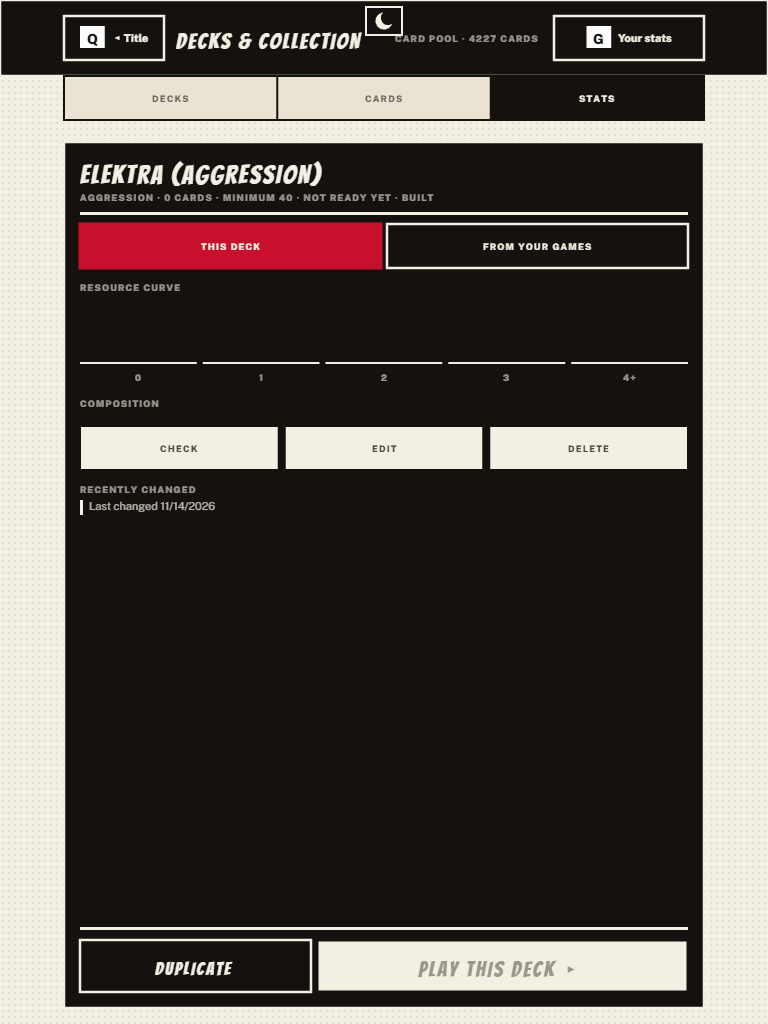 Q ◂ Title
DECKS & COLLECTION
CARD POOL · 4227 CARDS
G Your stats
DECKS
CARDS
STATS
ELEKTRA (AGGRESSION)
AGGRESSION · 0 CARDS · MINIMUM 40 · NOT READY YET · BUILT
THIS DECK
FROM YOUR GAMES
RESOURCE CURVE
0 1 2 3 4+
COMPOSITION
CHECK
EDIT
DELETE
RECENTLY CHANGED
Last changed 11/14/2026
DUPLICATE
PLAY THIS DECK ▸